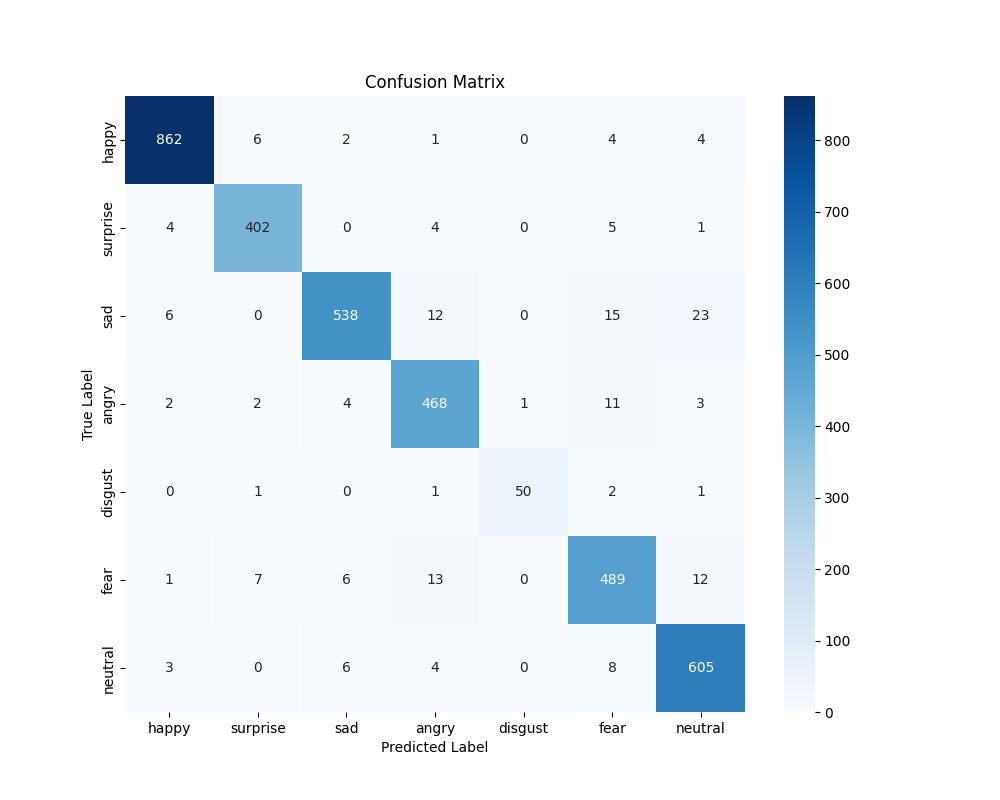 Confusion Matrix
True Label
happy 862 6 2 1 0 4 4
surprise 4 402 0 4 0 5 1
sad 6 0 538 12 0 15 23
angry 2 2 4 468 1 11 3
disgust 0 1 0 1 50 2 1
fear 1 7 6 13 0 489 12
neutral 3 0 6 4 0 8 605
happy surprise sad angry disgust fear neutral
Predicted Label
800
700
600
500
400
300
200
100
0